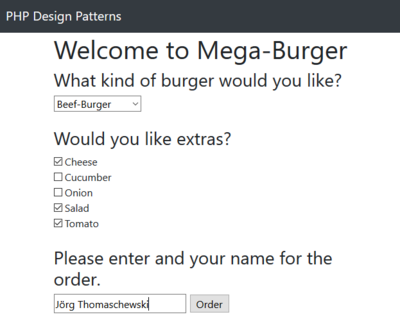 PHP Design Patterns
Welcome to Mega-Burger
What kind of burger would you like?
Beef-Burger
Would you like extras?
Cheese
Cucumber
Onion
Salad
Tomato
Please enter and your name for the
order.
Jörg Thomaschewski Order